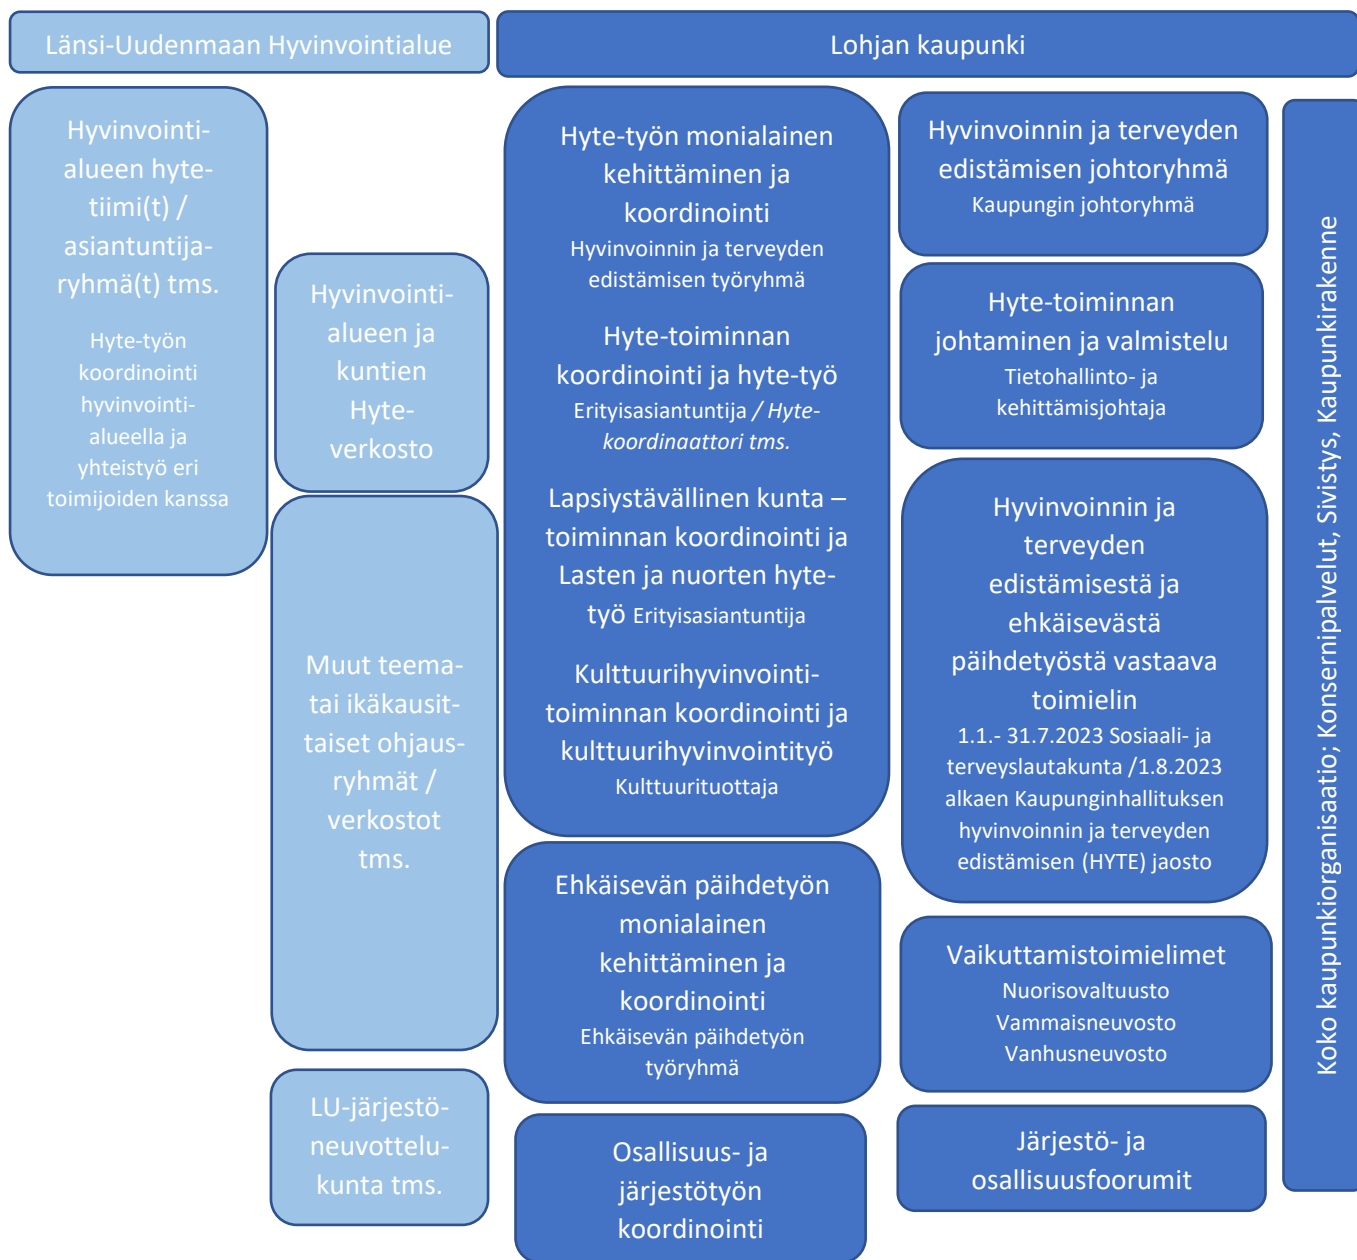 Länsi-Uudenmaan Hyvinvointialue
Lohjan kaupunki
Hyvinvointi-
alueen hyte-
tiimi(t) /
asiantuntija-
ryhmä(t) tms.
Hyte-työn
koordinointi
hyvinvointi-
alueella ja
yhteistyö eri
toimijoiden kanssa
Hyvinvointi-
alueen ja
kuntien
Hyte-
verkosto
Muut teema-
tai ikäkausit-
taiset ohjaus-
ryhmät /
verkostot
tms.
LU-järjestö-
neuvottelu-
kunta tms.
Hyte-työn monialainen
kehittäminen ja
koordinointi
Hyvinvoinnin ja terveyden
edistämisen työryhmä
Hyte-toiminnan
koordinointi ja hyte-työ
Erityisasiantuntija / Hyte-
koordinaattori tms.
Lapsiystävällinen kunta –
toiminnan koordinointi ja
Lasten ja nuorten hyte-
työ Erityisasiantuntija
Kulttuurihyvinvointi-
toiminnan koordinointi ja
kulttuurihyvinvointityö
Kulttuurituottaja
Ehkäisevän päihdetyön
monialainen
kehittäminen ja
koordinointi
Ehkäisevän päihdetyön
työryhmä
Osallisuus- ja
järjestötyön
koordinointi
Hyvinvoinnin ja terveyden
edistämisen johtoryhmä
Kaupungin johtoryhmä
Hyte-toiminnan
johtaminen ja valmistelu
Tietohallinto- ja
kehittämisjohtaja
Hyvinvoinnin ja
terveyden
edistämisestä ja
ehkäisevästä
päihdetyöstä vastaava
toimielin
1.1.- 31.7.2023 Sosiaali- ja
terveyslautakunta /1.8.2023
alkaen Kaupunginhallituksen
hyvinvoinnin ja terveyden
edistämisen (HYTE) jaosto
Vaikuttamistoimielimet
Nuorisovaltuusto
Vammaisneuvosto
Vanhusneuvosto
Järjestö- ja
osallisuusfoorumit
Koko kaupunkiorganisaatio; Konsernipalvelut, Sivistys, Kaupunkirakenne